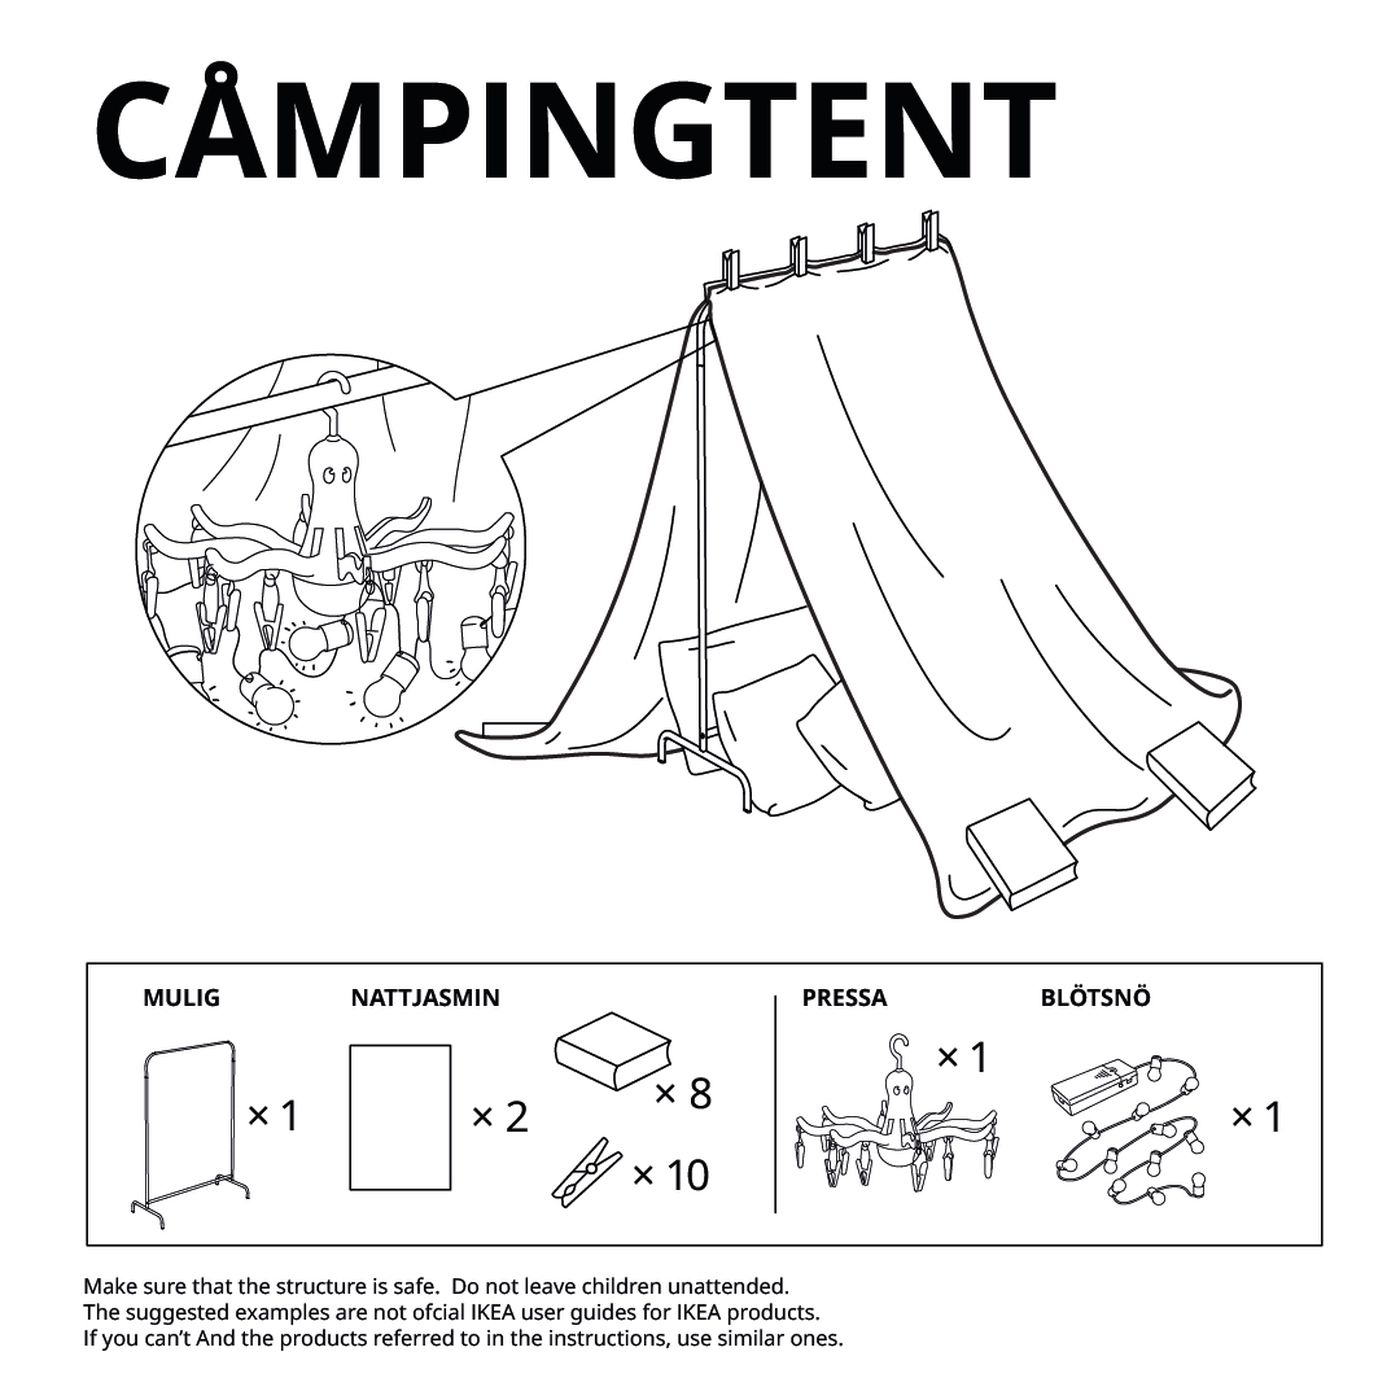 CÅMPINGTENT
MULIG
NATTJASMIN
PRESSA
BLÖTSNÖ
× 1
× 2
× 8
× 10
× 1
× 1
Make sure that the structure is safe.  Do not leave children unattended.
The suggested examples are not ofcial IKEA user guides for IKEA products.
If you can’t And the products referred to in the instructions, use similar ones.